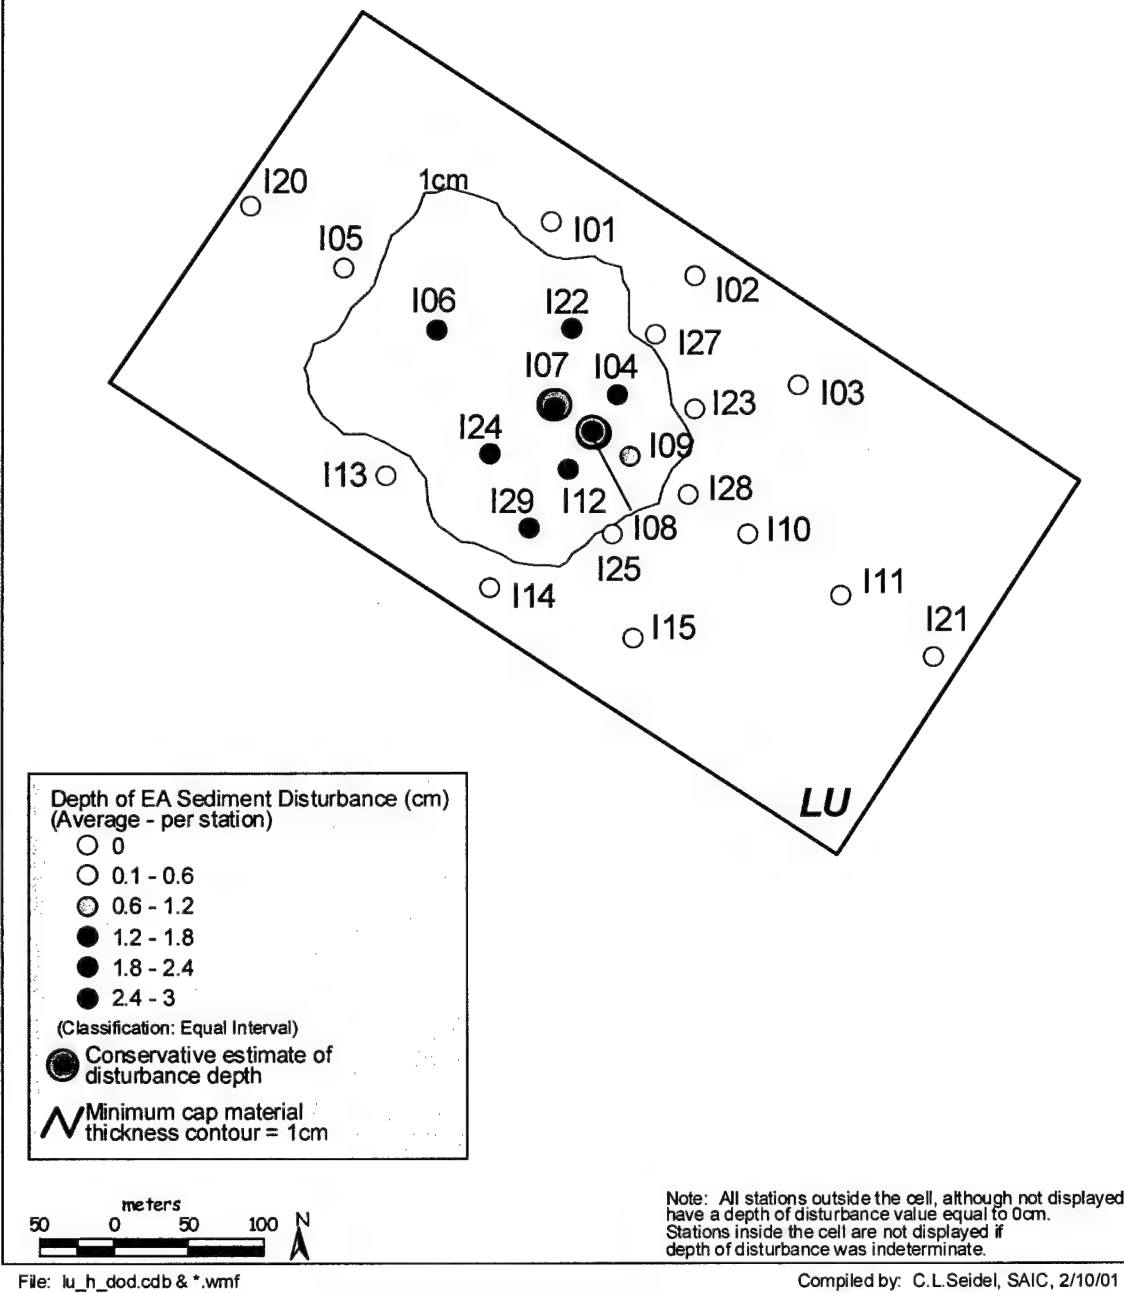 1cm
I20
I01
I05
I02
I06
I22
I27
I07
I04
I03
I23
I24
I09
I13
I28
I29
I12
I08
I10
I25
I14
I11
I15
I21
LU
Depth of EA Sediment Disturbance (cm)
(Average - per station)
0
0.1 - 0.6
0.6 - 1.2
1.2 - 1.8
1.8 - 2.4
2.4 - 3
(Classification: Equal Interval)
Conservative estimate of
disturbance depth
Minimum cap material
thickness contour = 1cm
meters
50 0 50 100
N
Note: All stations outside the cell, although not displayed
have a depth of disturbance value equal to 0cm.
Stations inside the cell are not displayed if
depth of disturbance was indeterminate.
File: lu_h_dod.cdb & *.wmf
Compiled by: C.L.Seidel, SAIC, 2/10/01